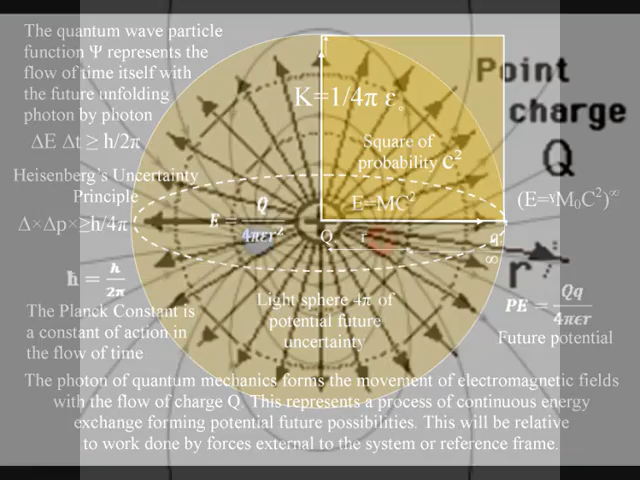 The quantum wave particle
function Ψ represents the
flow of time itself with
the future unfolding
photon by photon
ΔE Δt ≥ h/2π
Heisenberg's Uncertainty
Principle
Δ×Δp×≥h/4π
ħ = h/2π
The Planck Constant is
a constant of action in
the flow of time
K=1/4π ε。
Square of
probability c²
E=MC²
E = Q/4πεr²
Q r
q
∞
Light sphere 4π of
potential future
uncertainty
Point
charge
Q
(E=γM₀C²)∞
r
PE = Qq/4πεr
Future potential
The photon of quantum mechanics forms the movement of electromagnetic fields
with the flow of charge Q. This represents a process of continuous energy
exchange forming potential future possibilities. This will be relative
to work done by forces external to the system or reference frame.